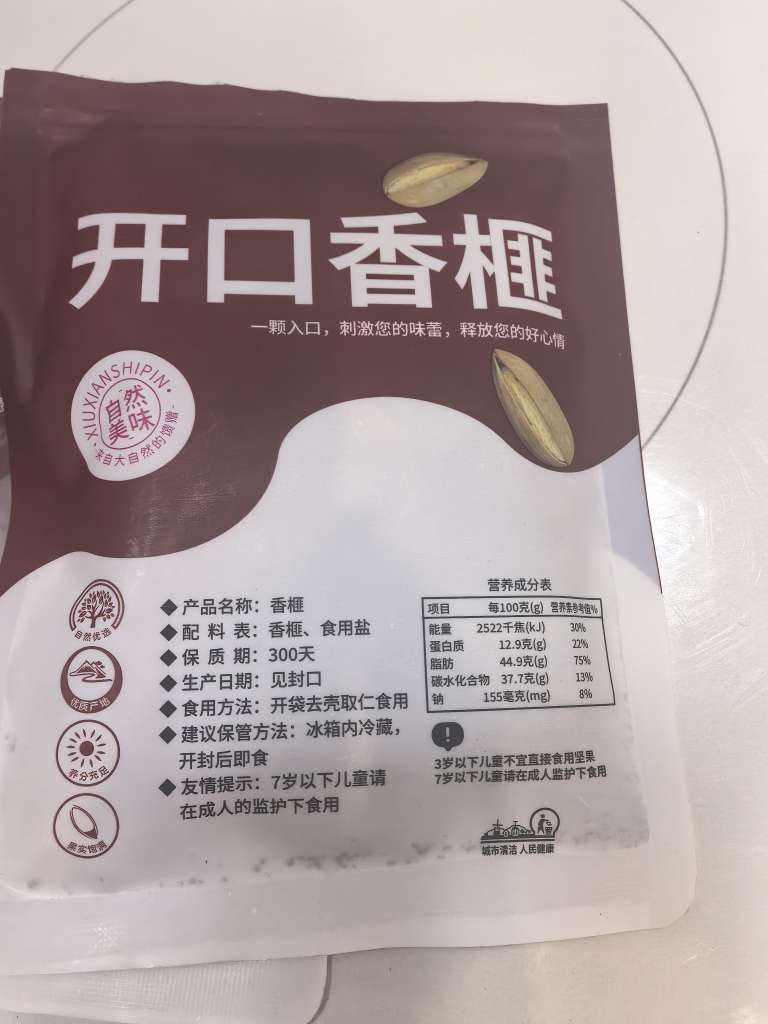 开口香榧
一颗入口，刺激您的味蕾，释放您的好心情
XIUXIANSHIPIN
自然
美味
来自大自然的馈赠
自然优选
优质产地
养分充足
果实饱满
◆产品名称：香榧
◆配 料 表：香榧、食用盐
◆保 质 期：300天
◆生产日期：见封口
◆食用方法：开袋去壳取仁食用
◆建议保管方法：冰箱内冷藏，
开封后即食
◆友情提示：7岁以下儿童请
在成人的监护下食用
营养成分表
项目 每100克(g) 营养素参考值%
能量 2522千焦(kJ) 30%
蛋白质 12.9克(g) 22%
脂肪 44.9克(g) 75%
碳水化合物 37.7克(g) 13%
钠 155毫克(mg) 8%
3岁以下儿童不宜直接食用坚果
7岁以下儿童请在成人监护下食用
城市清洁 人民健康